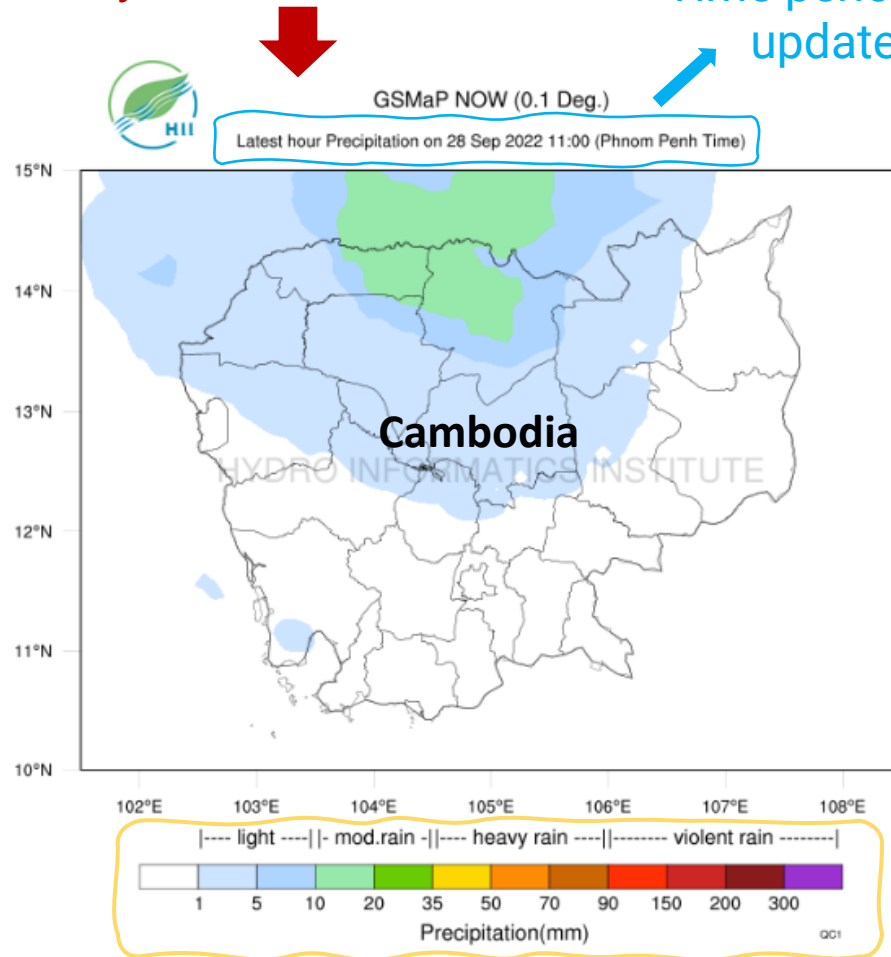 update
HII
GSMaP NOW (0.1 Deg.)
Latest hour Precipitation on 28 Sep 2022 11:00 (Phnom Penh Time)
15°N
14°N
13°N
Cambodia
HYDRO INFORMATICS INSTITUTE
12°N
11°N
10°N
102°E 103°E 104°E 105°E 106°E 107°E 108°E
|---- light ----||- mod.rain -||---- heavy rain ----||-------- violent rain --------|
1 5 10 20 35 50 70 90 150 200 300
Precipitation(mm)
QC1